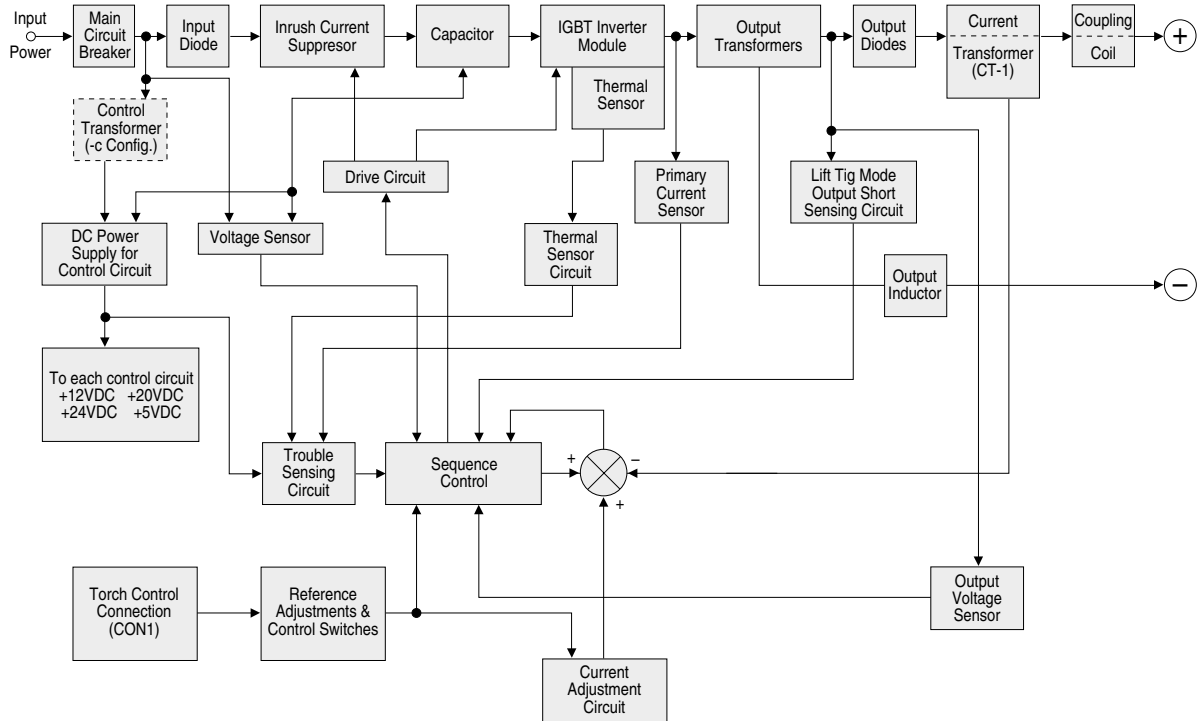 Input
Power
Main
Circuit
Breaker
Input
Diode
Inrush Current
Suppresor
Capacitor
IGBT Inverter
Module
Thermal
Sensor
Output
Transformers
Output
Diodes
Current
Transformer
(CT-1)
Coupling
Coil
+
Control
Transformer
(-c Config.)
Drive Circuit
Primary
Current
Sensor
Lift Tig Mode
Output Short
Sensing Circuit
DC Power
Supply for
Control Circuit
Voltage Sensor
Thermal
Sensor
Circuit
Output
Inductor
−
To each control circuit
+12VDC +20VDC
+24VDC +5VDC
Trouble
Sensing
Circuit
Sequence
Control
+
−
+
Torch Control
Connection
(CON1)
Reference
Adjustments &
Control Switches
Output
Voltage
Sensor
Current
Adjustment
Circuit